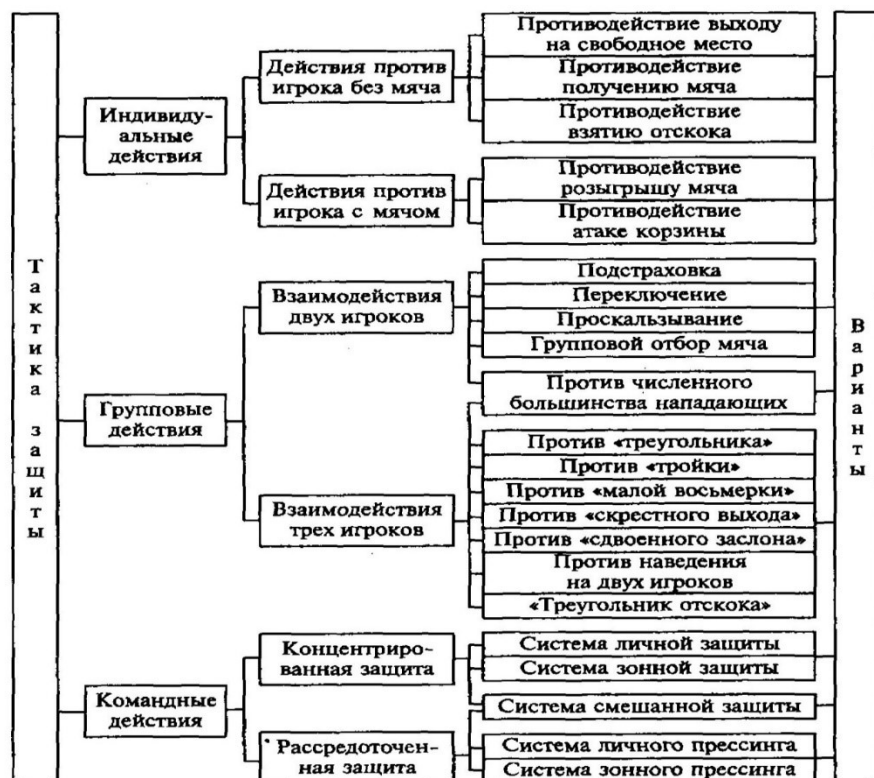 Тактика защиты
Индивиду-
альные
действия
Действия против
игрока без мяча
Противодействие выходу
на свободное место
Противодействие
получению мяча
Противодействие
взятию отскока
Действия против
игрока с мячом
Противодействие
розыгрышу мяча
Противодействие
атаке корзины
Групповые
действия
Взаимодействия
двух игроков
Подстраховка
Переключение
Проскальзывание
Групповой отбор мяча
Против численного
большинства нападающих
Взаимодействия
трех игроков
Против «треугольника»
Против «тройки»
Против «малой восьмерки»
Против «скрестного выхода»
Против «сдвоенного заслона»
Против наведения
на двух игроков
«Треугольник отскока»
Командные
действия
Концентриро-
ванная защита
Система личной защиты
Система зонной защиты
Система смешанной защиты
Рассредоточен-
ная защита
Система личного прессинга
Система зонного прессинга
Варианты